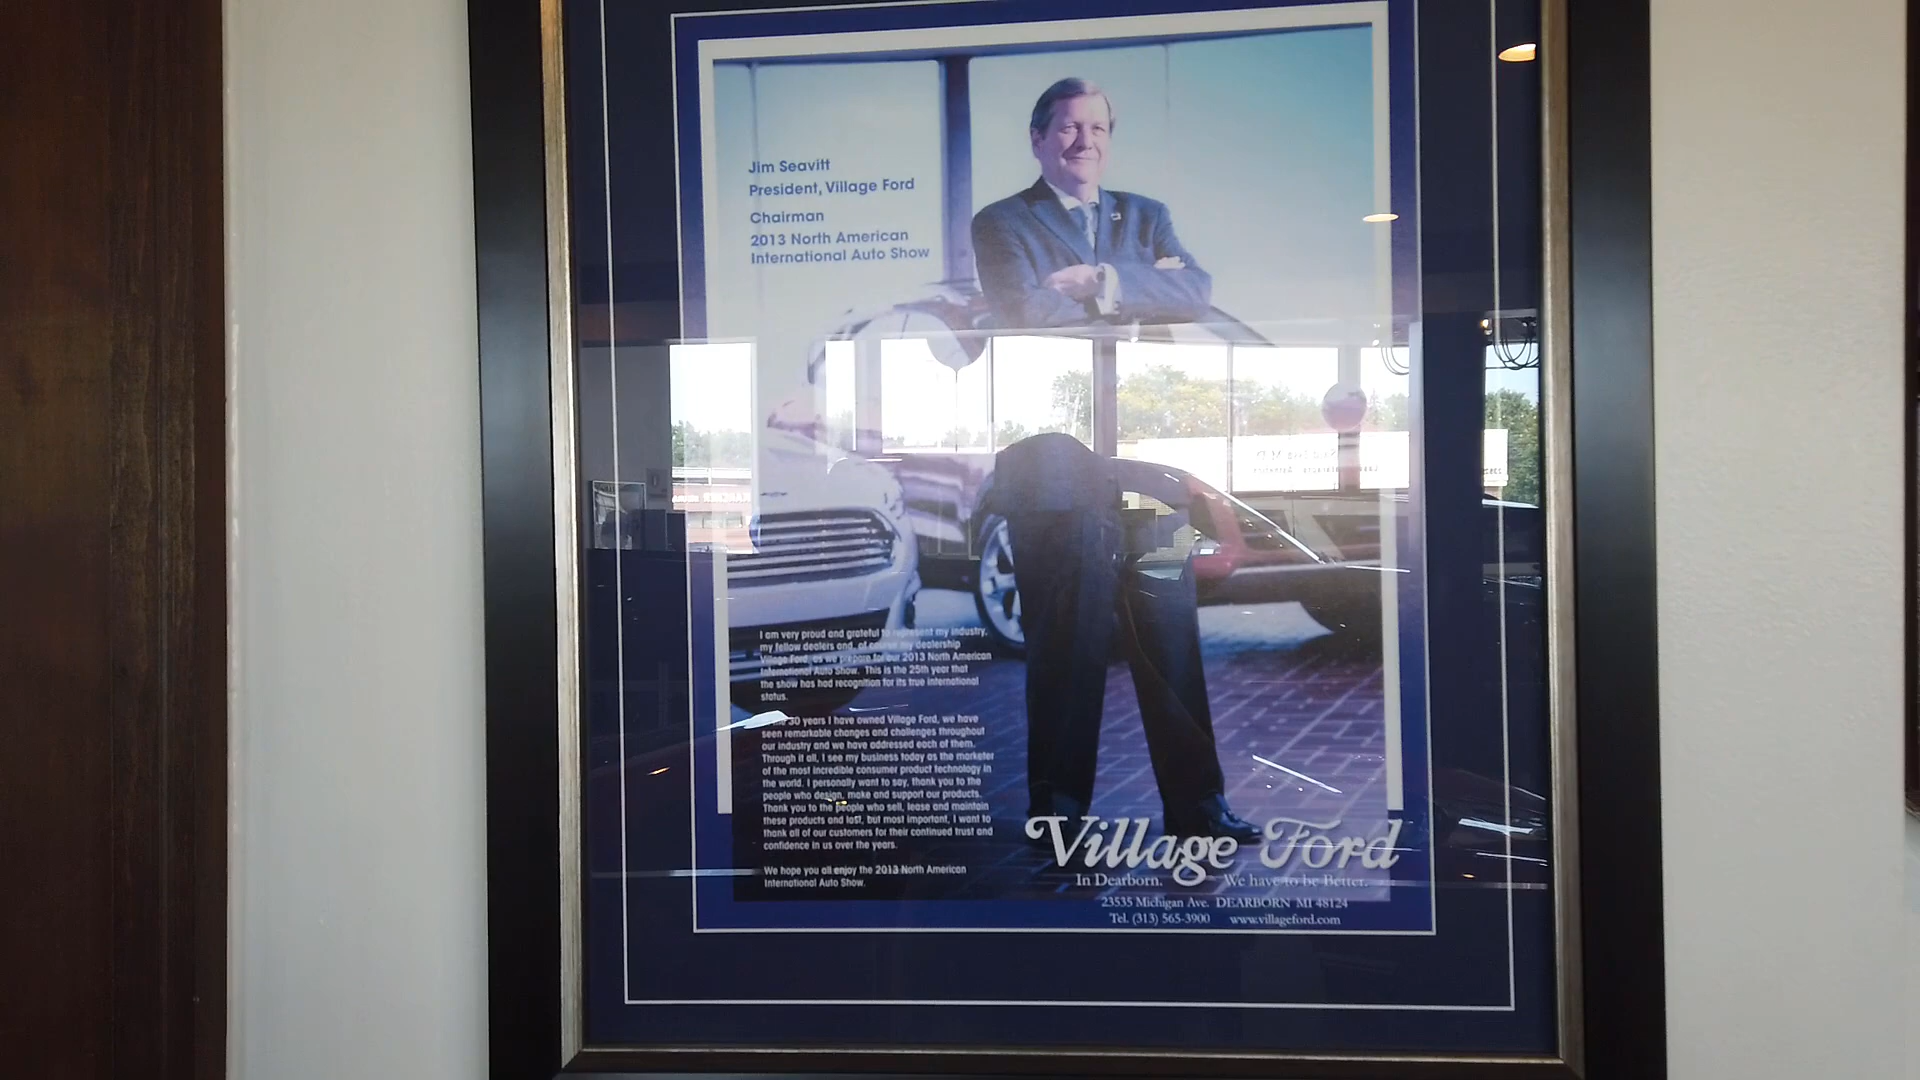 Jim Seavitt
President, Village Ford
Chairman
2013 North American
International Auto Show
I am very proud and grateful to represent my industry,
my fellow dealers and, of course my dealership
Village Ford, as we prepare for our 2013 North American
International Auto Show. This is the 25th year that
the show has had recognition for its true international
status.
30 years I have owned Village Ford, we have
seen remarkable changes and challenges throughout
our industry and we have addressed each of them.
Through it all, I see my business today as the marketer
of the most incredible consumer product technology in
the world. I personally want to say, thank you to the
people who design, make and support our products.
Thank you to the people who sell, lease and maintain
these products and last, but most important, I want to
thank all of our customers for their continued trust and
confidence in us over the years.
We hope you all enjoy the 2013 North American
International Auto Show.
Village Ford
In Dearborn. We have to be Better.
23535 Michigan Ave. DEARBORN MI 48124
Tel. (313) 565-3900 www.villageford.com